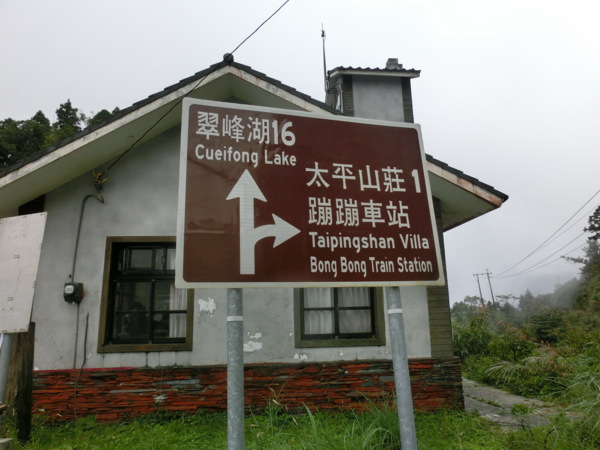 翠峰湖16
Cueifong Lake
太平山莊1
蹦蹦車站
Taipingshan Villa
Bong Bong Train Station